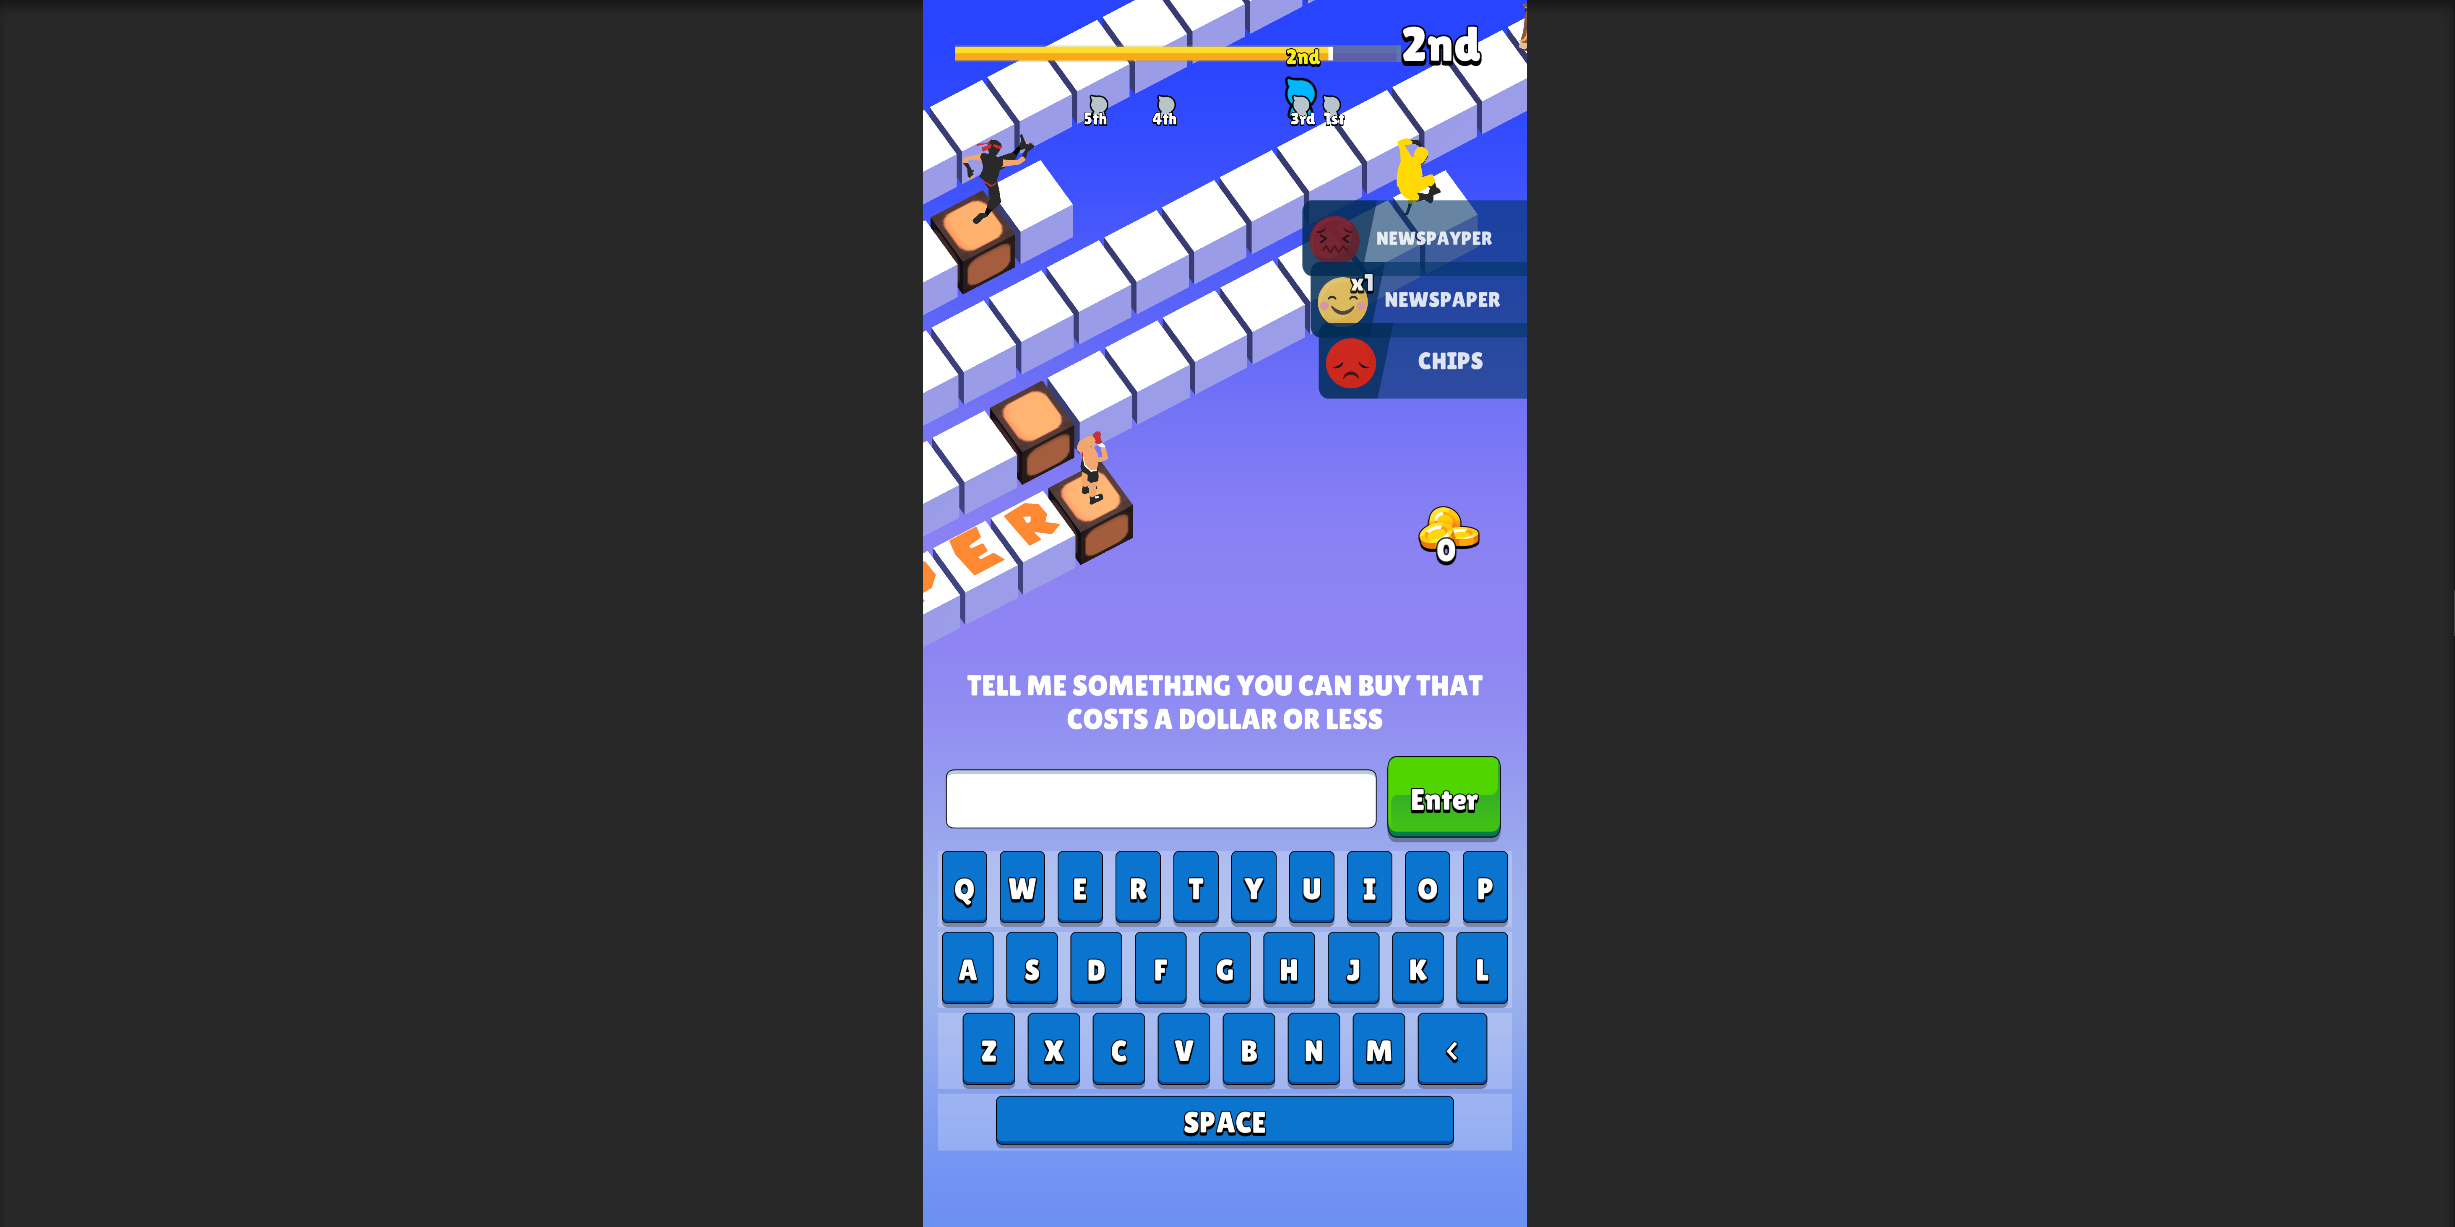 2nd
2nd
5th
4th
3rd
1st
NEWSPAYPER
x1
NEWSPAPER
CHIPS
E R
0
TELL ME SOMETHING YOU CAN BUY THAT
COSTS A DOLLAR OR LESS
Enter
Q W E R T Y U I O P
A S D F G H J K L
Z X C V B N M <
SPACE